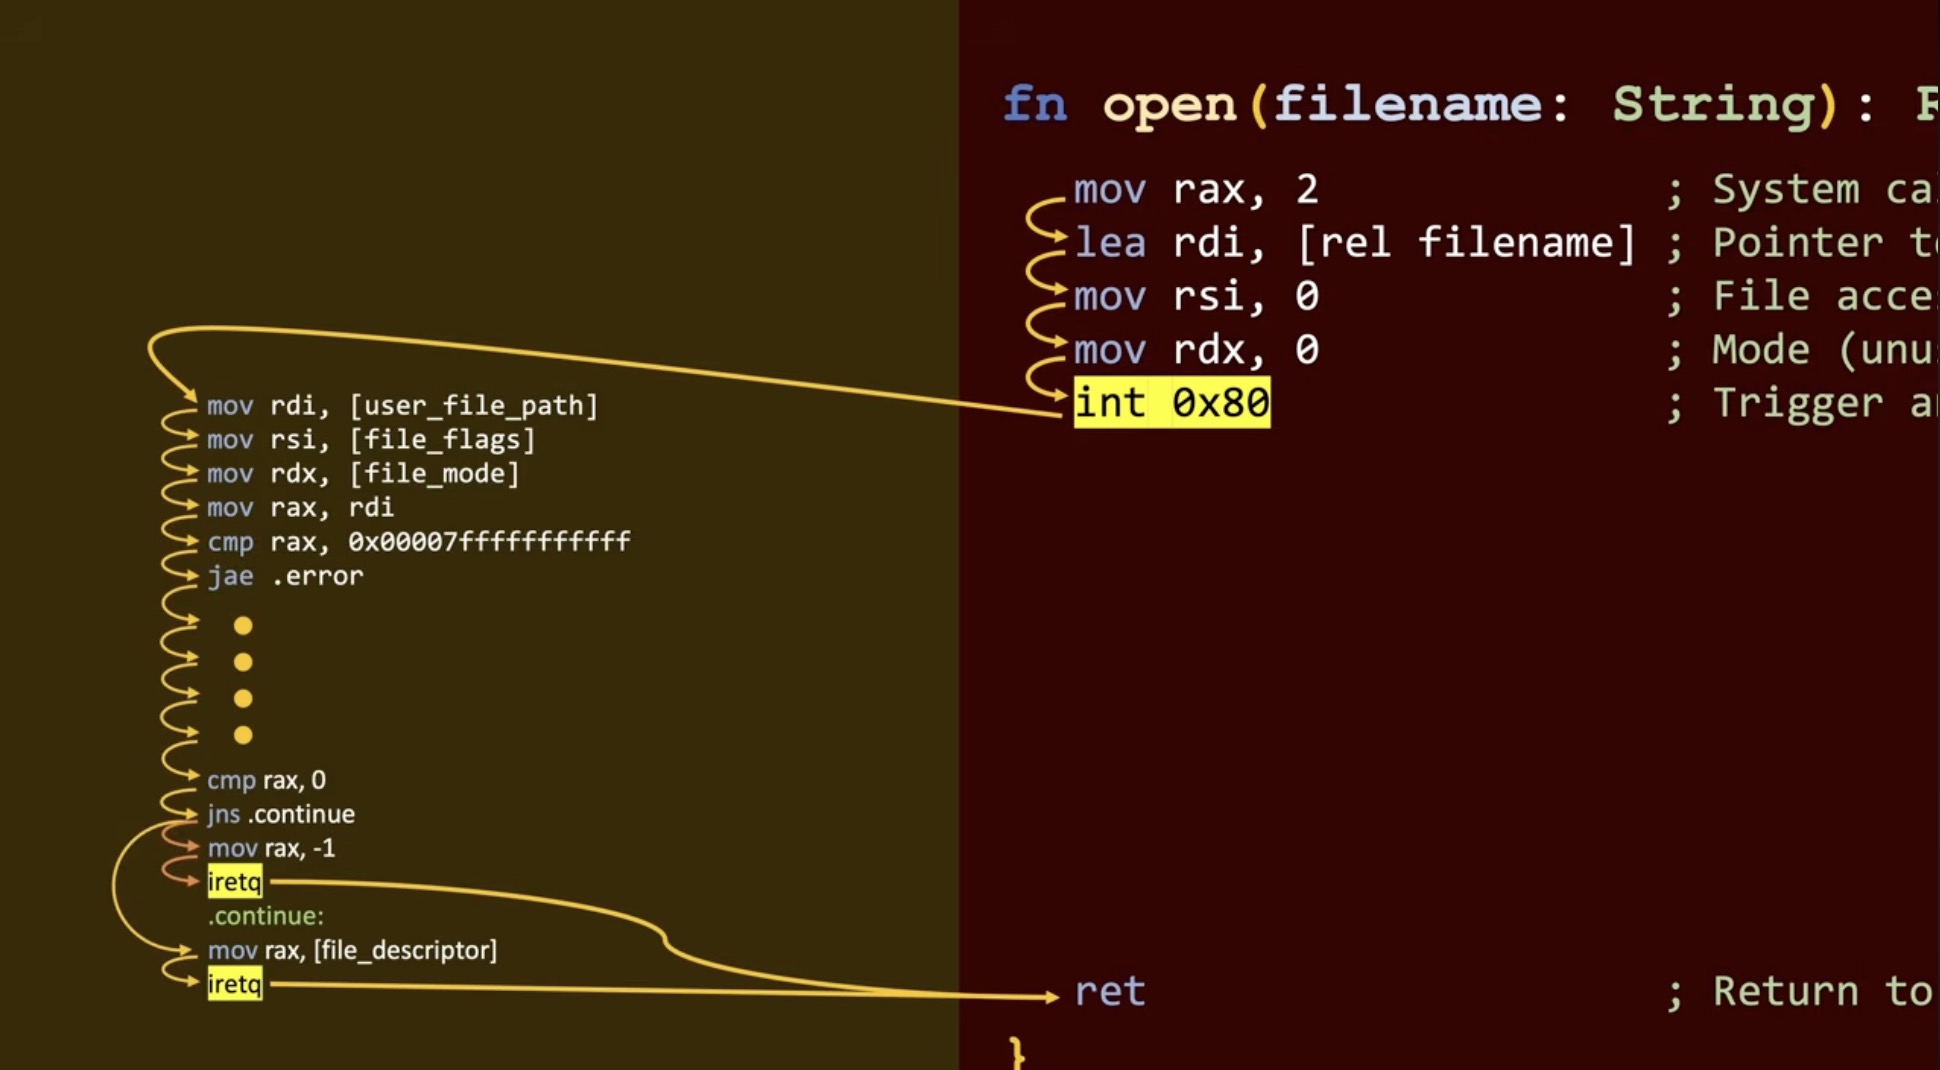 mov rdi, [user_file_path]
mov rsi, [file_flags]
mov rdx, [file_mode]
mov rax, rdi
cmp rax, 0x00007fffffffffff
jae .error
cmp rax, 0
jns .continue
mov rax, -1
iretq
.continue:
mov rax, [file_descriptor]
iretq
fn open(filename: String):
mov rax, 2 ; System
lea rdi, [rel filename] ; Pointer
mov rsi, 0 ; File
mov rdx, 0 ; Mode
int 0x80 ; Trigger
ret ; Return to
}